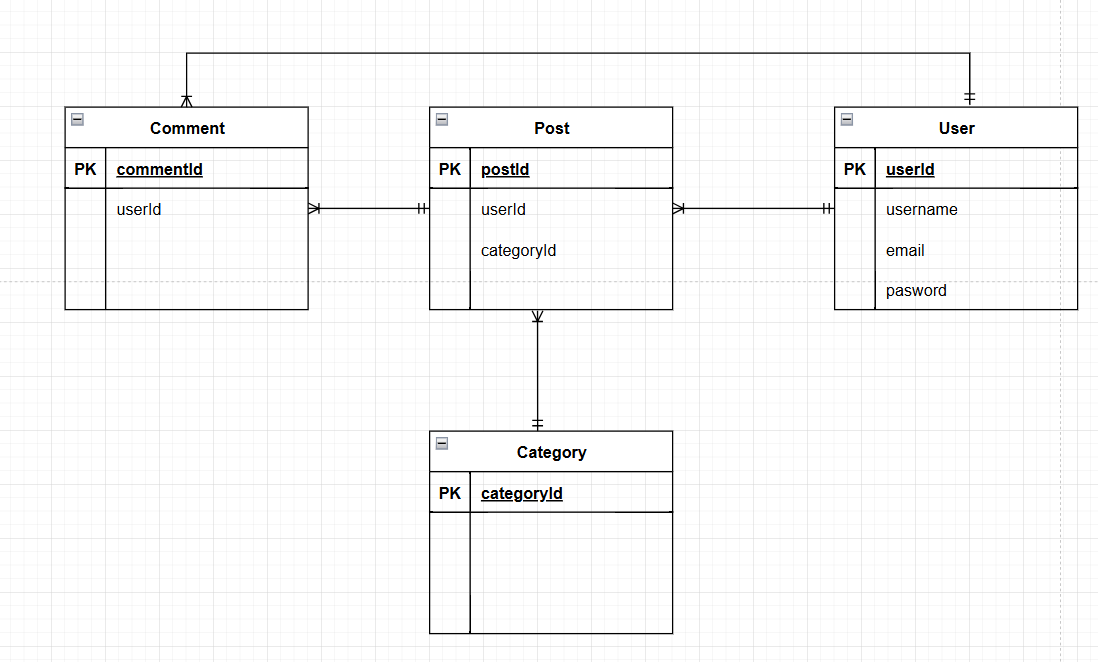 Comment
PK commentId
userId
Post
PK postId
userId
categoryId
User
PK userId
username
email
pasword
Category
PK categoryId